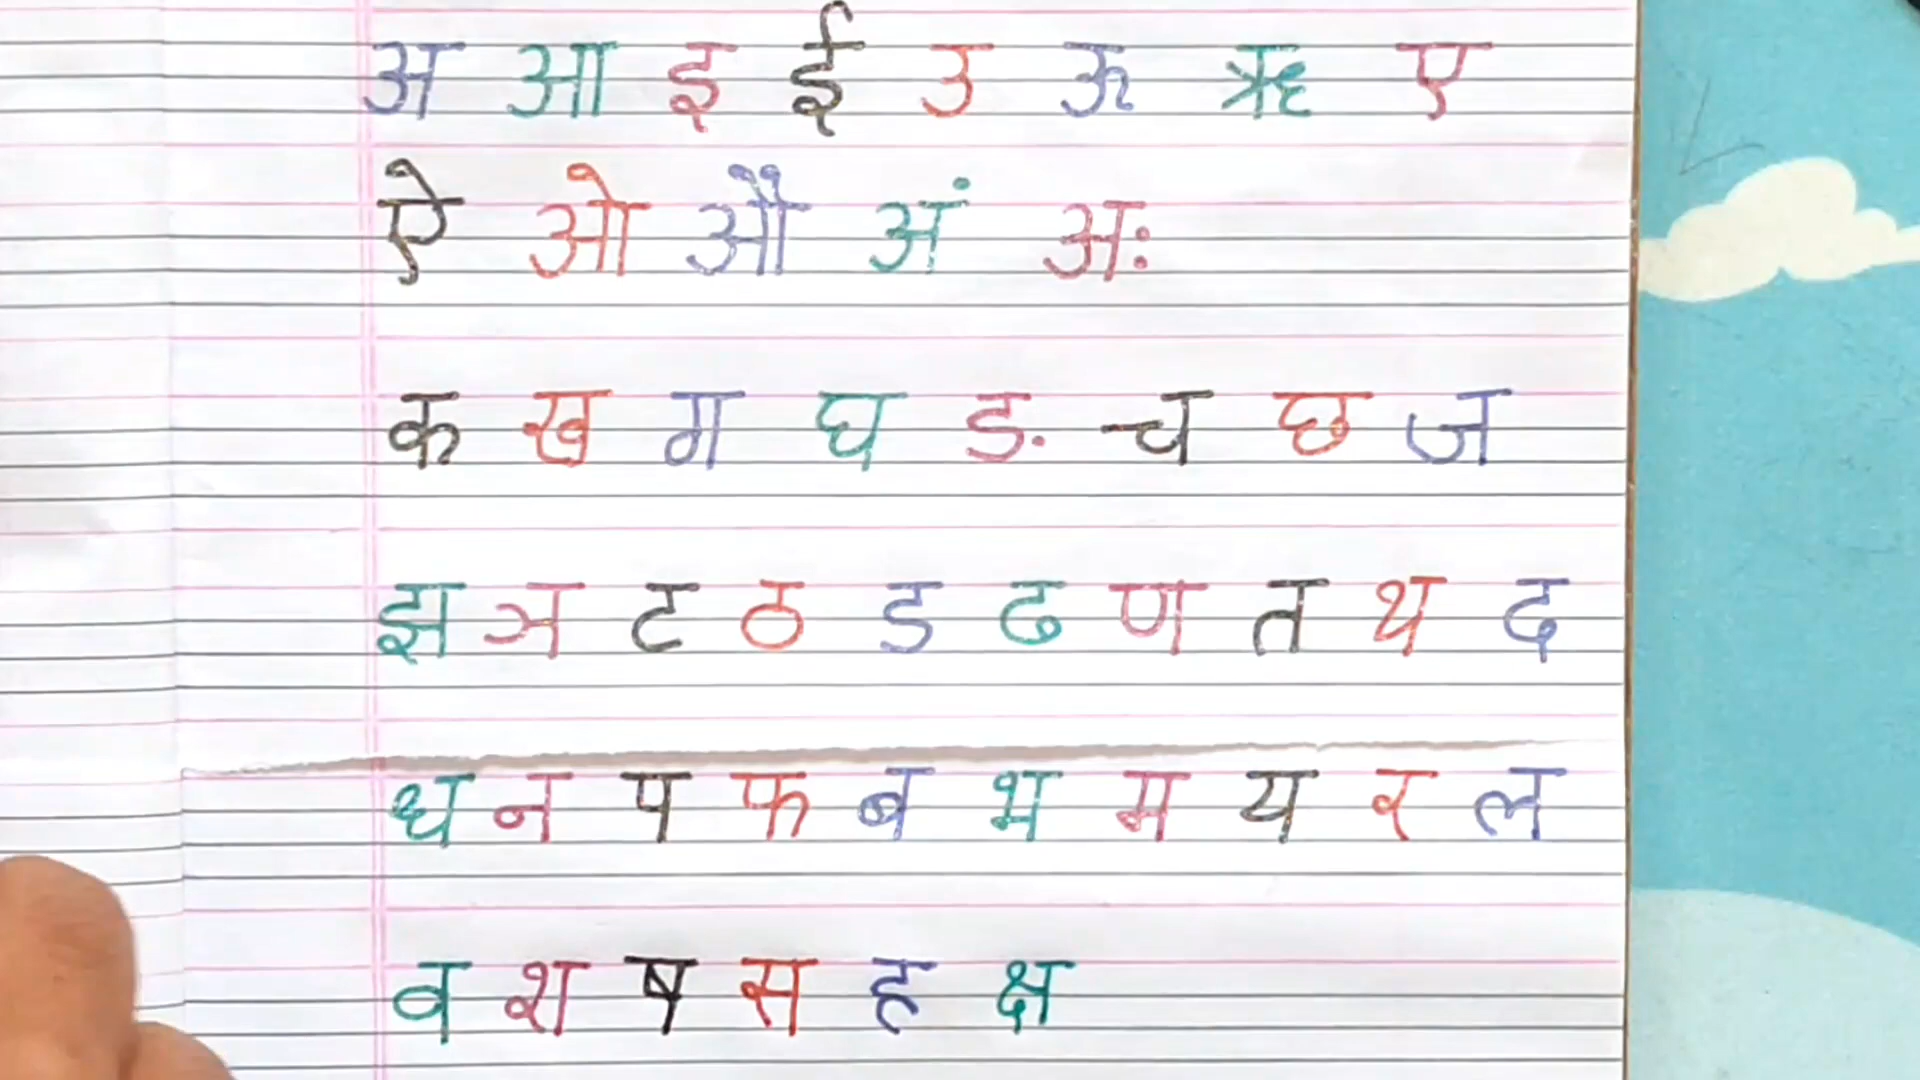 अ आ इ ई उ ऊ ऋ ए
ऐ ओ औ अं अः
क ख ग घ ङ च छ ज
झ ञ ट ठ ड ढ ण त थ द
ध न प फ ब भ म य र ल
व श ष स ह क्ष